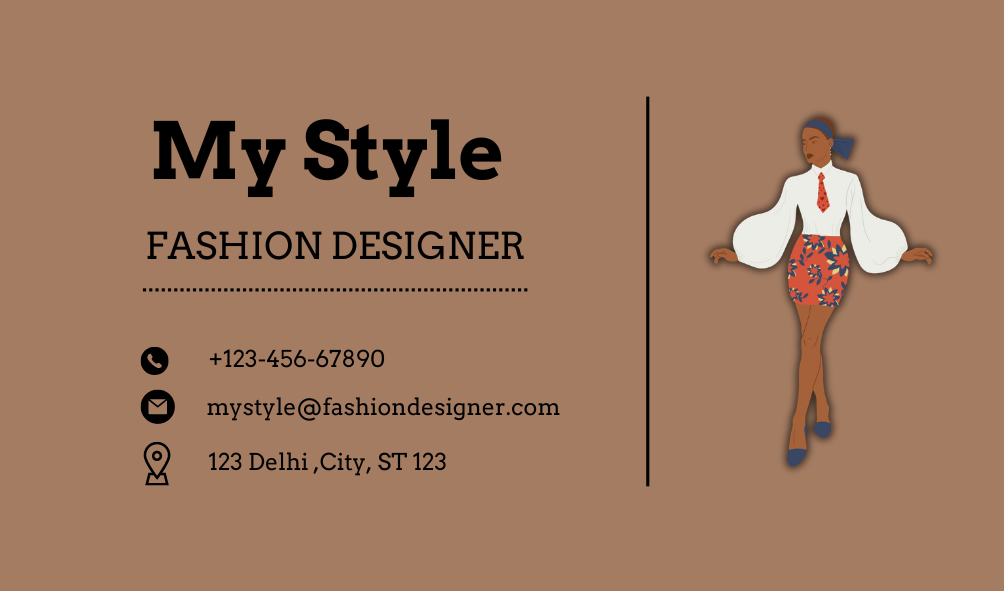 My Style
FASHION DESIGNER
+123-456-67890
mystyle@fashiondesigner.com
123 Delhi ,City, ST 123